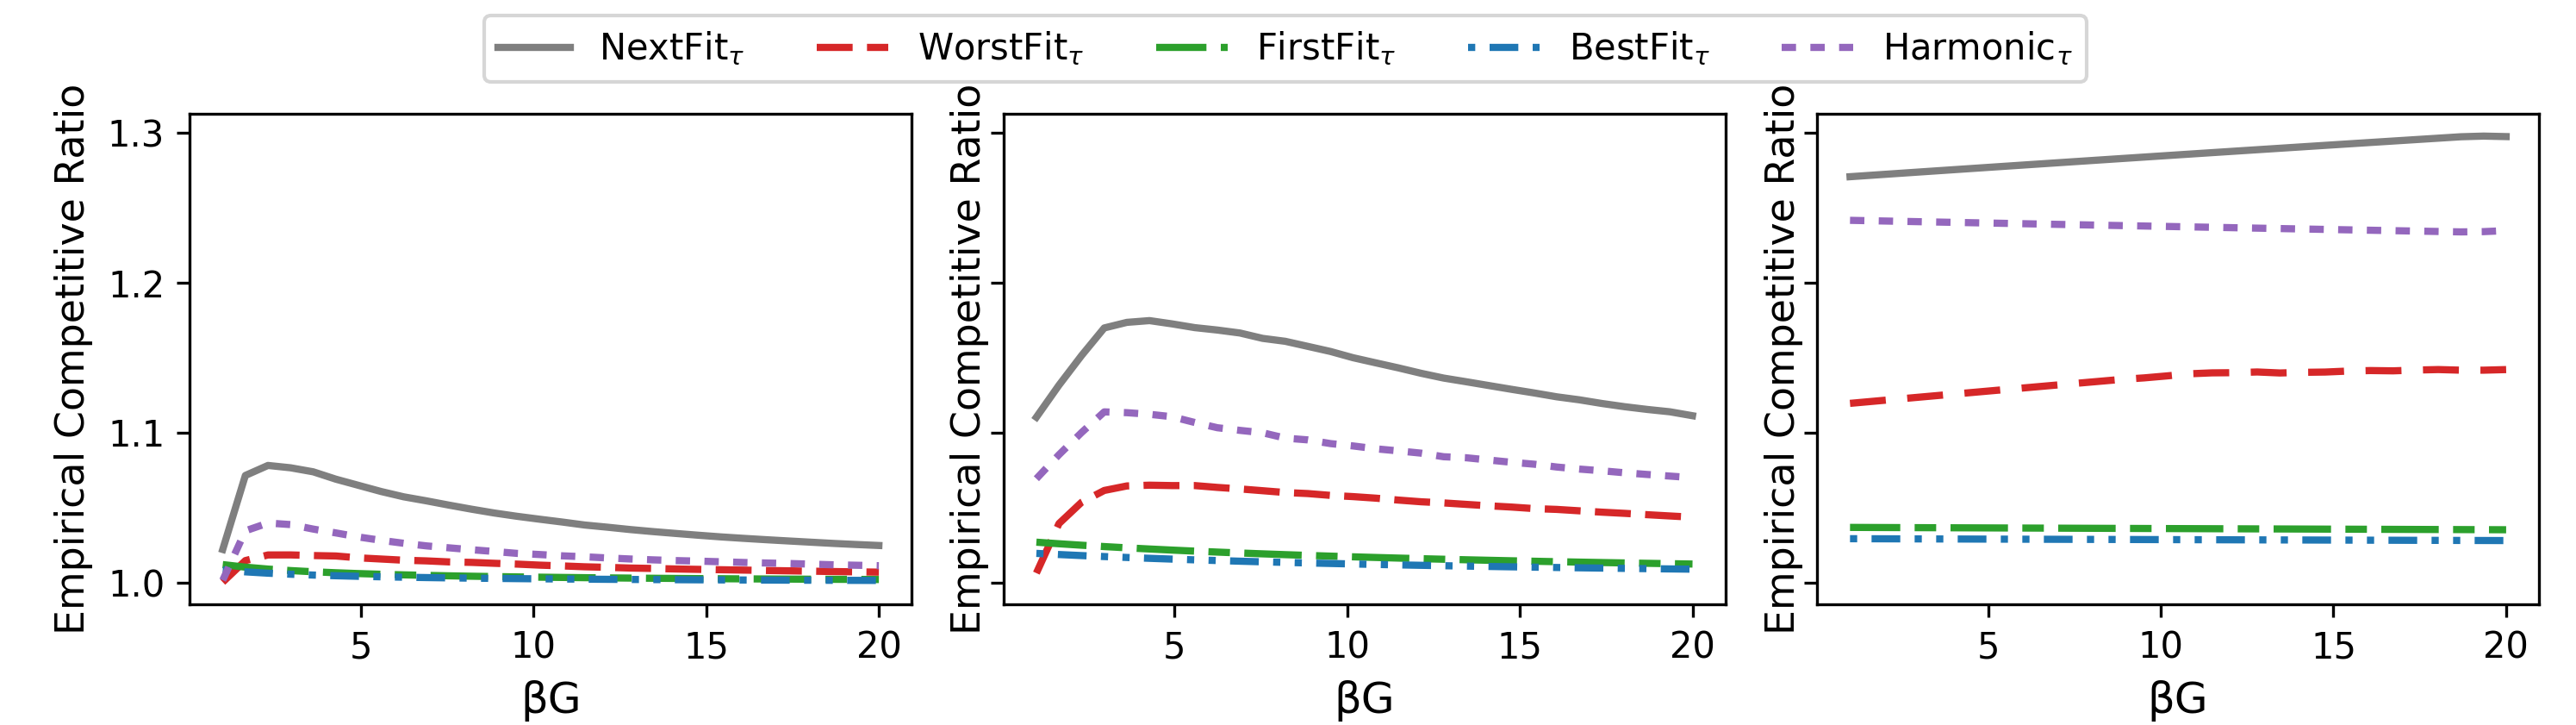 NextFitτ WorstFitτ FirstFitτ BestFitτ Harmonicτ
Empirical Competitive Ratio
1.3
1.2
1.1
1.0
5 10 15 20
βG
Empirical Competitive Ratio
5 10 15 20
βG
Empirical Competitive Ratio
5 10 15 20
βG